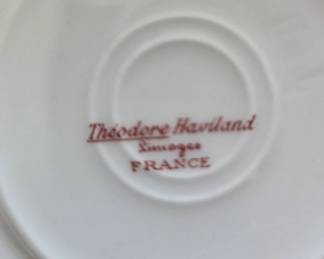 Théodore Haviland
Limoges
FRANCE